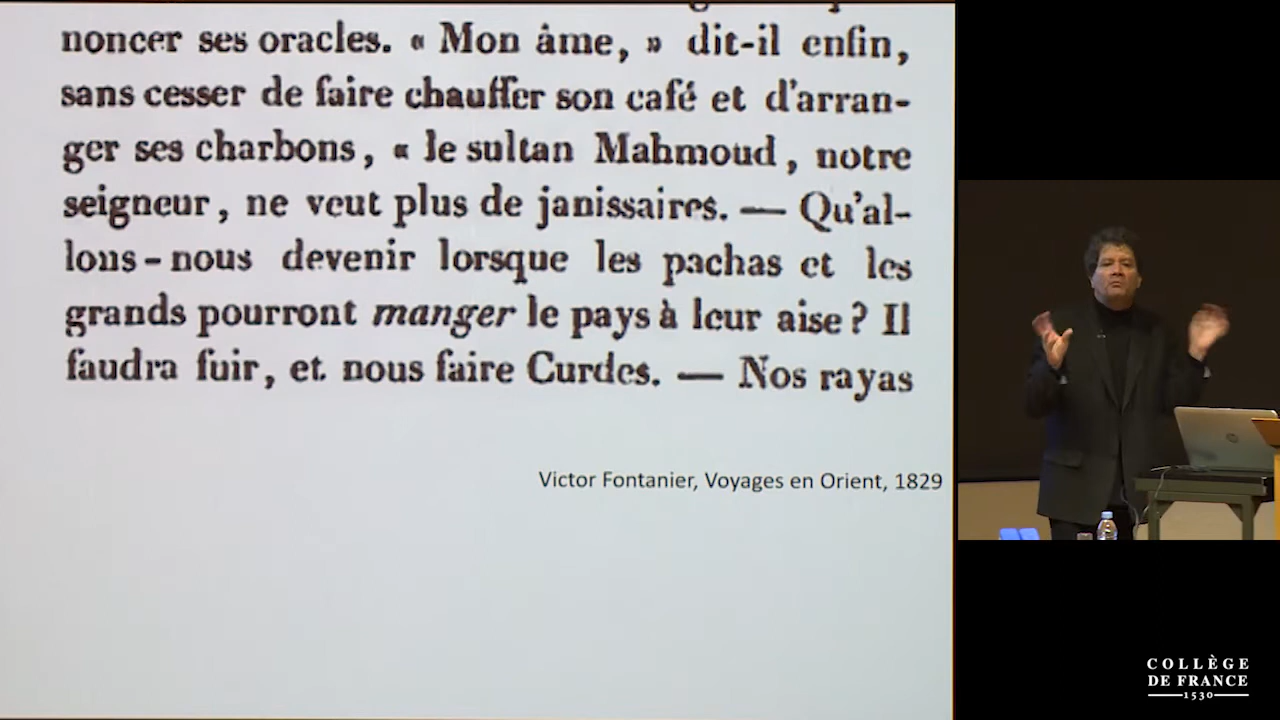 noncer ses oracles. « Mon âme, » dit-il enfin,
sans cesser de faire chauffer son café et d'arran-
ger ses charbons, « le sultan Mahmoud, notre
seigneur, ne veut plus de janissaires. — Qu'al-
lons-nous devenir lorsque les pachas et les
grands pourront manger le pays à leur aise? Il
faudra fuir, et nous faire Curdes. — Nos rayas
Victor Fontanier, Voyages en Orient, 1829
COLLÈGE
DE FRANCE
1530